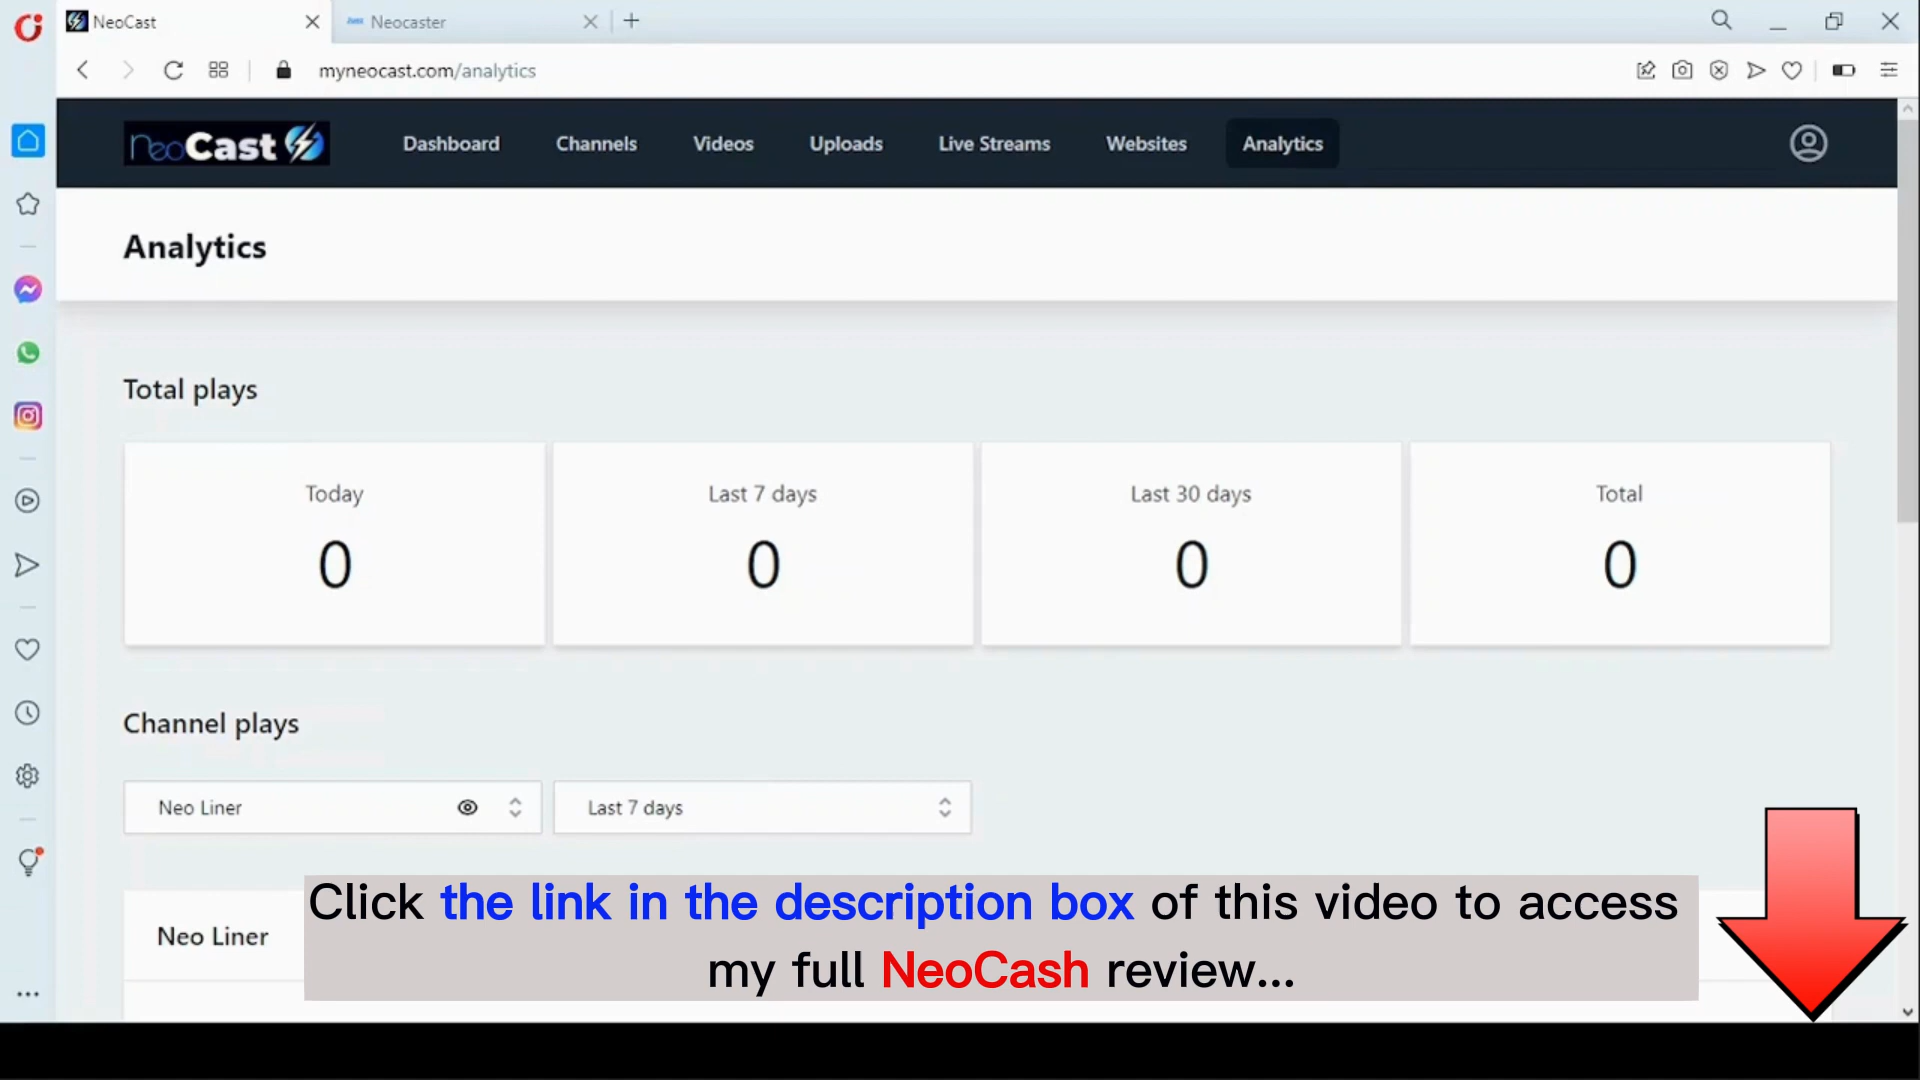 NeoCast
Neocaster
myneocast.com/analytics
neoCast
Dashboard
Channels
Videos
Uploads
Live Streams
Websites
Analytics
Analytics
Total plays
Today
Last 7 days
Last 30 days
Total
0
0
0
0
Channel plays
Neo Liner
Last 7 days
Neo Liner
Click the link in the description box of this video to access
my full NeoCash review...